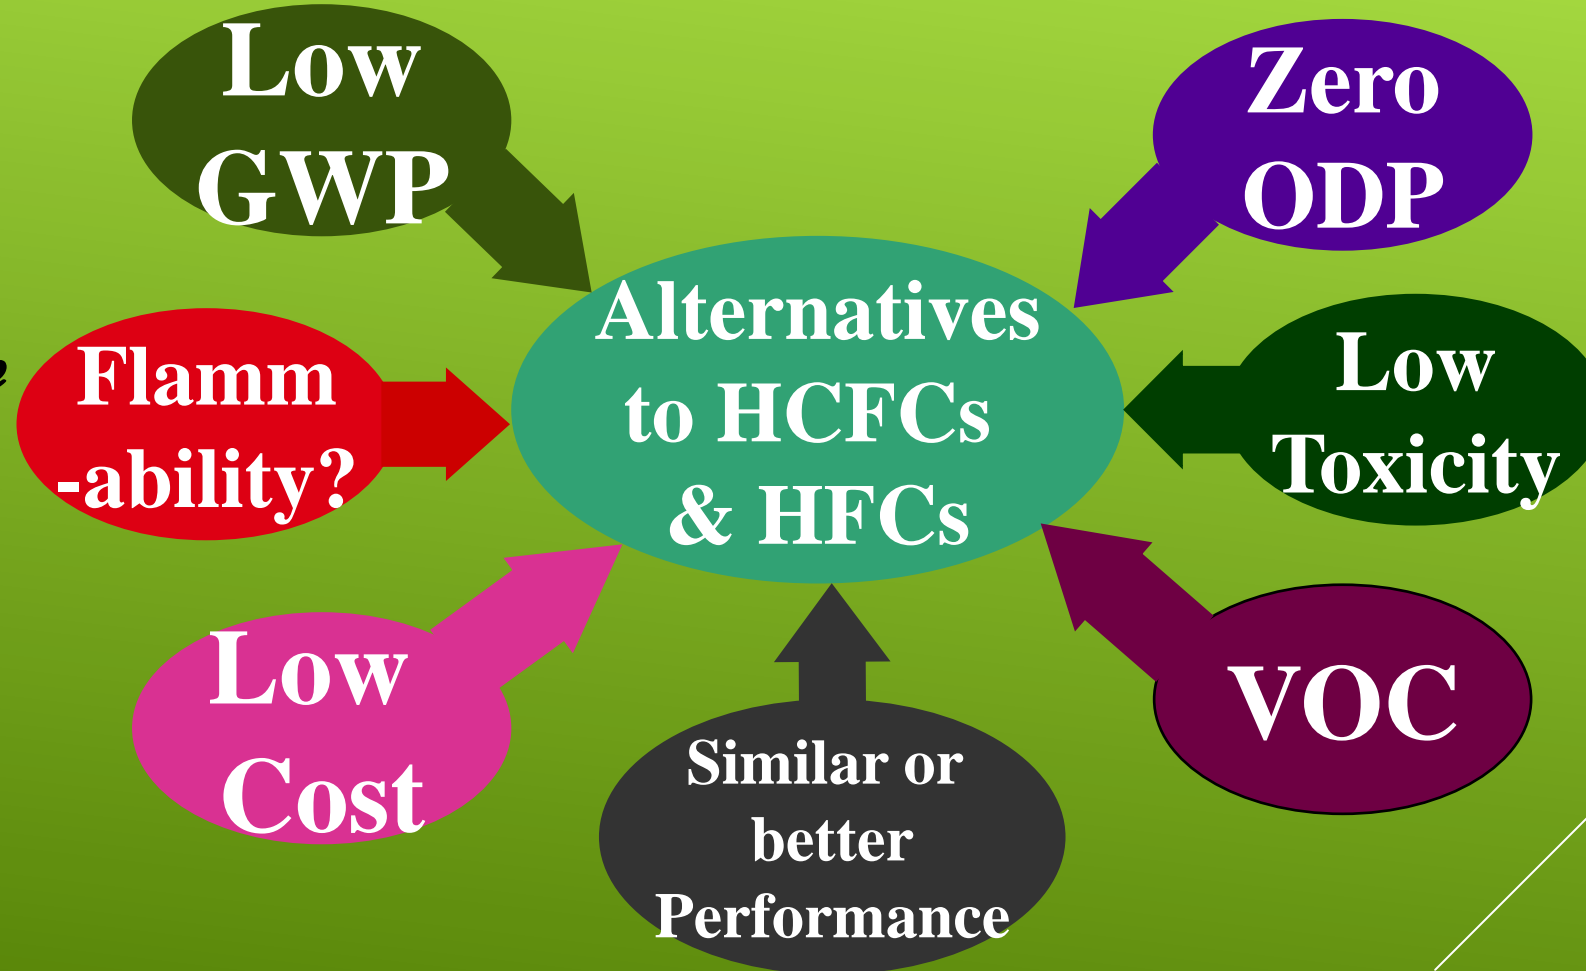 Low
GWP
Zero
ODP
Alternatives
to HCFCs
& HFCs
Flamm
-ability?
Low
Toxicity
Low
Cost
Similar or
better
Performance
VOC